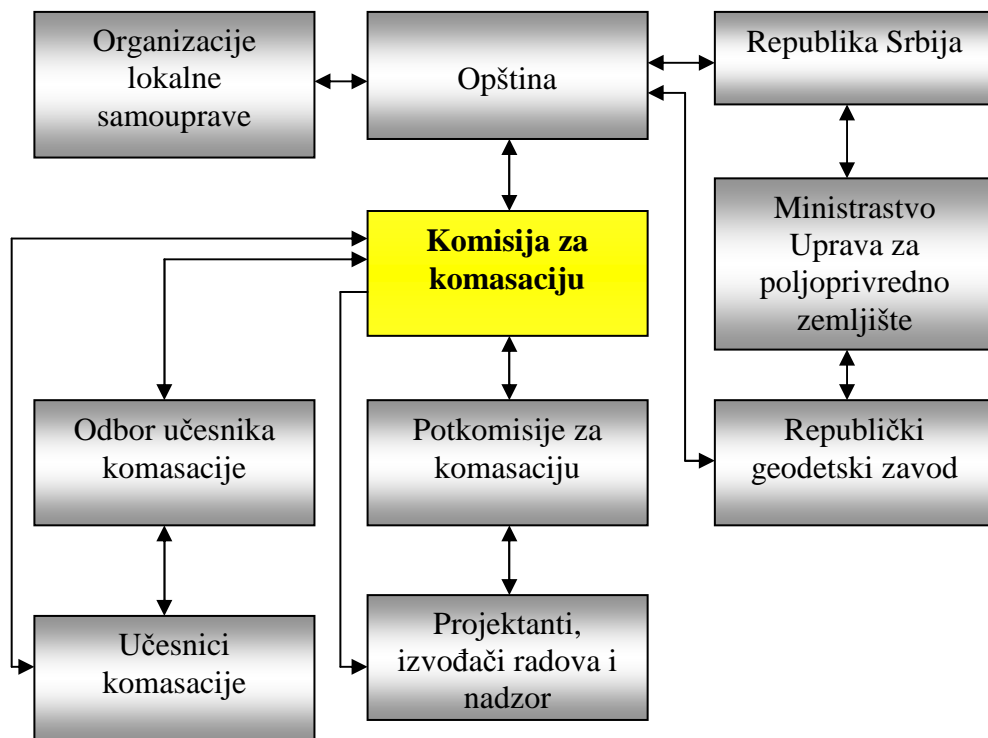 Organizacije
lokalne
samouprave
Opština
Republika Srbija
Komisija za
komasaciju
Ministrastvo
Uprava za
poljoprivredno
zemljište
Odbor učesnika
komasacije
Potkomisije za
komasaciju
Republički
geodetski zavod
Učesnici
komasacije
Projektanti,
izvođači radova i
nadzor